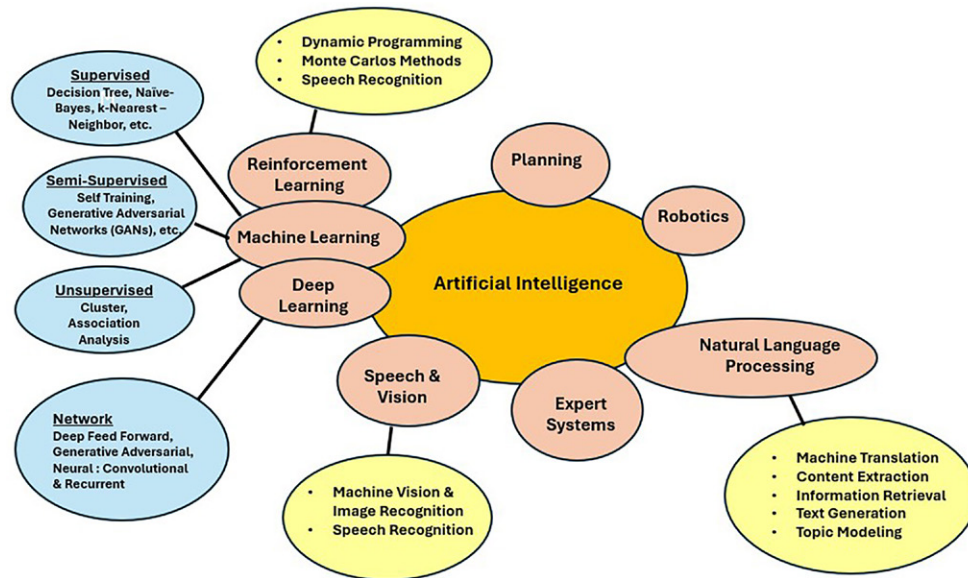 • Dynamic Programming
• Monte Carlos Methods
• Speech Recognition
Supervised
Decision Tree, Naïve-
Bayes, k-Nearest –
Neighbor, etc.
Reinforcement
Learning
Planning
Semi-Supervised
Self Training,
Generative Adversarial
Networks (GANs), etc.
Robotics
Machine Learning
Unsupervised
Cluster,
Association
Analysis
Deep
Learning
Artificial Intelligence
Natural Language
Processing
Speech &
Vision
Expert
Systems
Network
Deep Feed Forward,
Generative Adversarial,
Neural : Convolutional
& Recurrent
• Machine Vision &
Image Recognition
• Speech Recognition
• Machine Translation
• Content Extraction
• Information Retrieval
• Text Generation
• Topic Modeling